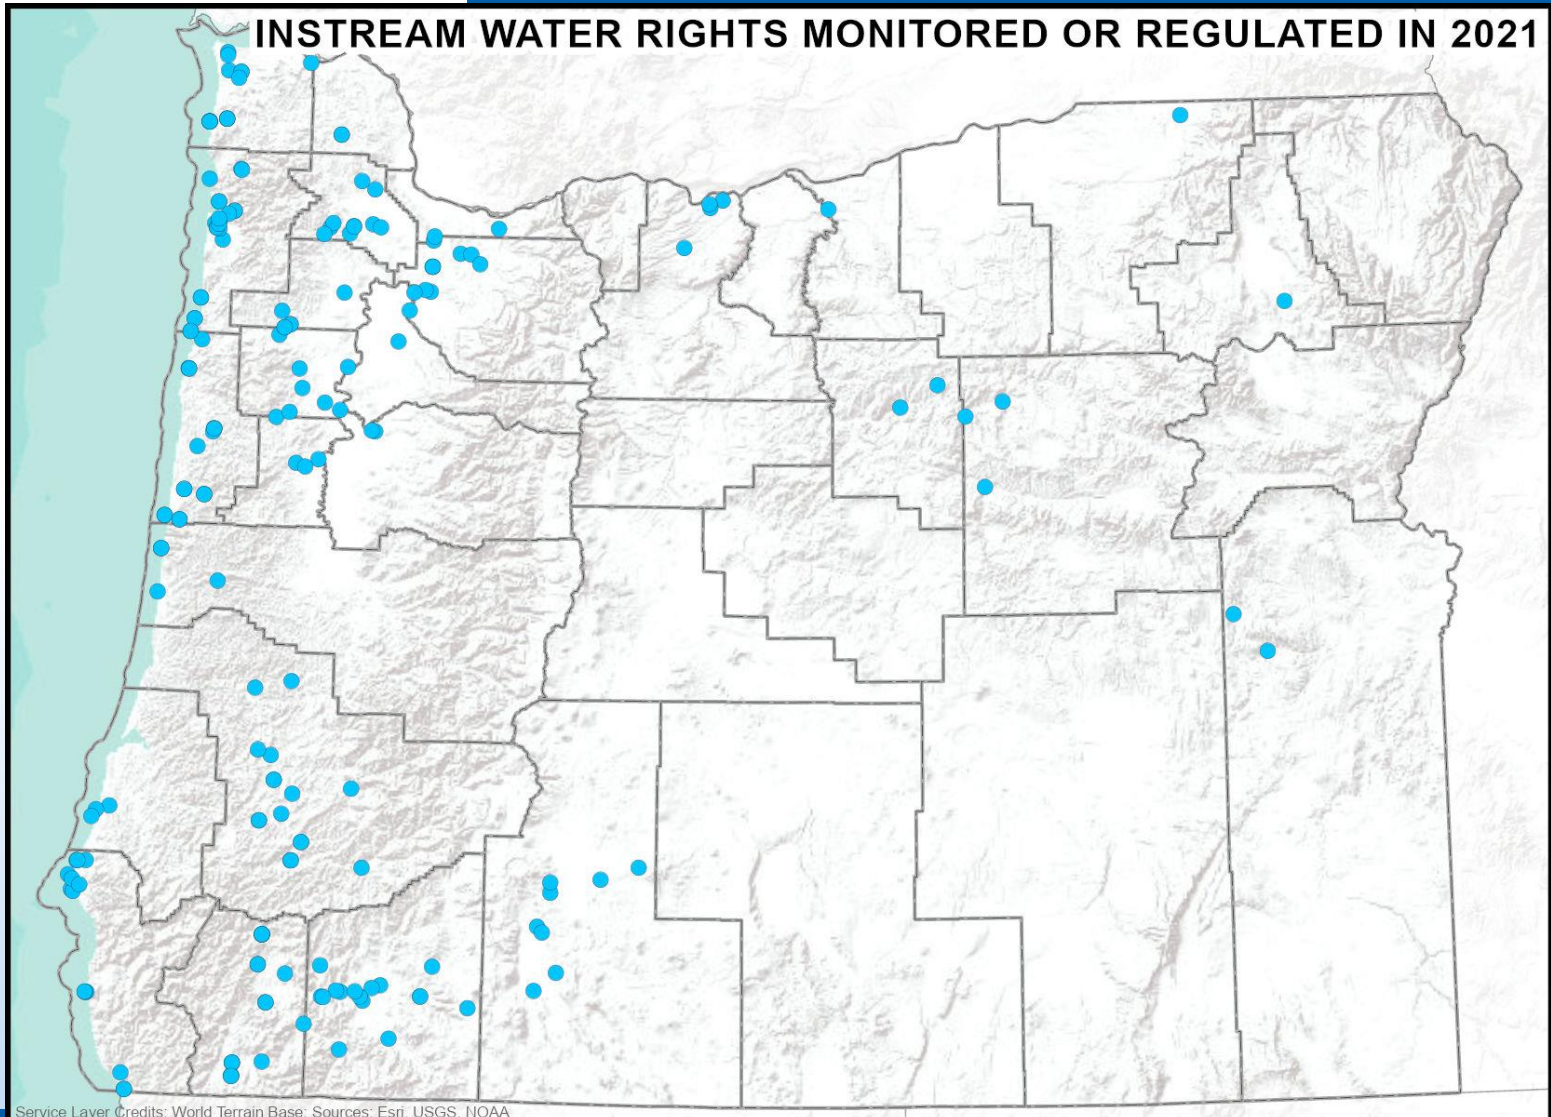 INSTREAM WATER RIGHTS MONITORED OR REGULATED IN 2021
Service Layer Credits: World Terrain Base: Sources: Esri, USGS, NOAA